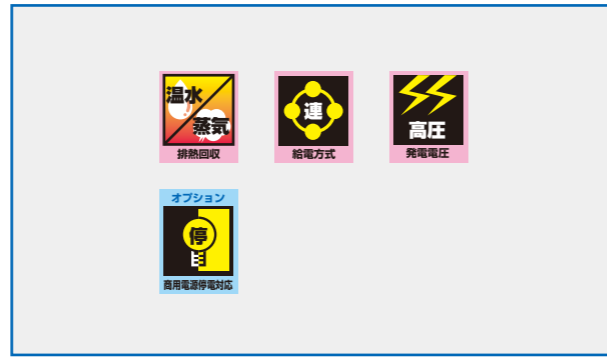 温水
蒸気
排熱回収
連
給電方式
高圧
発電電圧
オプション
停
商用電源停電対応